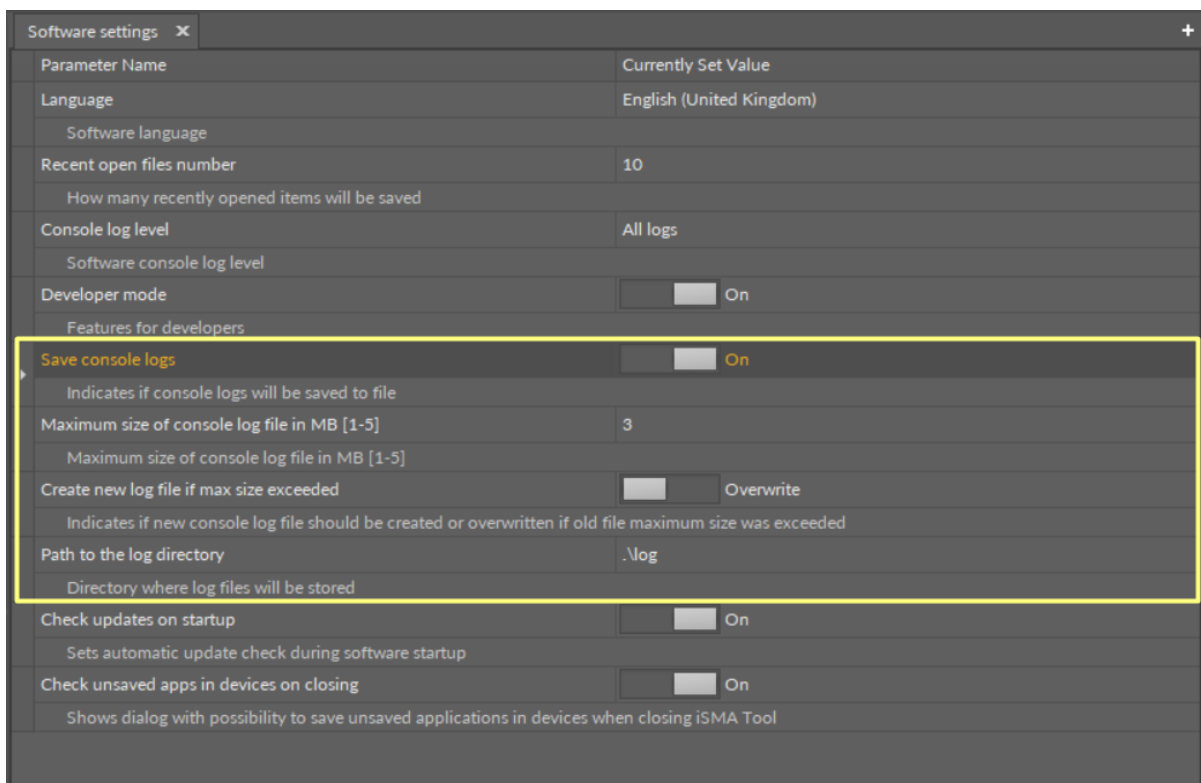 Software settings
Parameter Name Currently Set Value
Language English (United Kingdom)
Software language
Recent open files number 10
How many recently opened items will be saved
Console log level All logs
Software console log level
Developer mode On
Features for developers
Save console logs On
Indicates if console logs will be saved to file
Maximum size of console log file in MB [1-5] 3
Maximum size of console log file in MB [1-5]
Create new log file if max size exceeded Overwrite
Indicates if new console log file should be created or overwritten if old file maximum size was exceeded
Path to the log directory .\log
Directory where log files will be stored
Check updates on startup On
Sets automatic update check during software startup
Check unsaved apps in devices on closing On
Shows dialog with possibility to save unsaved applications in devices when closing iSMA Tool